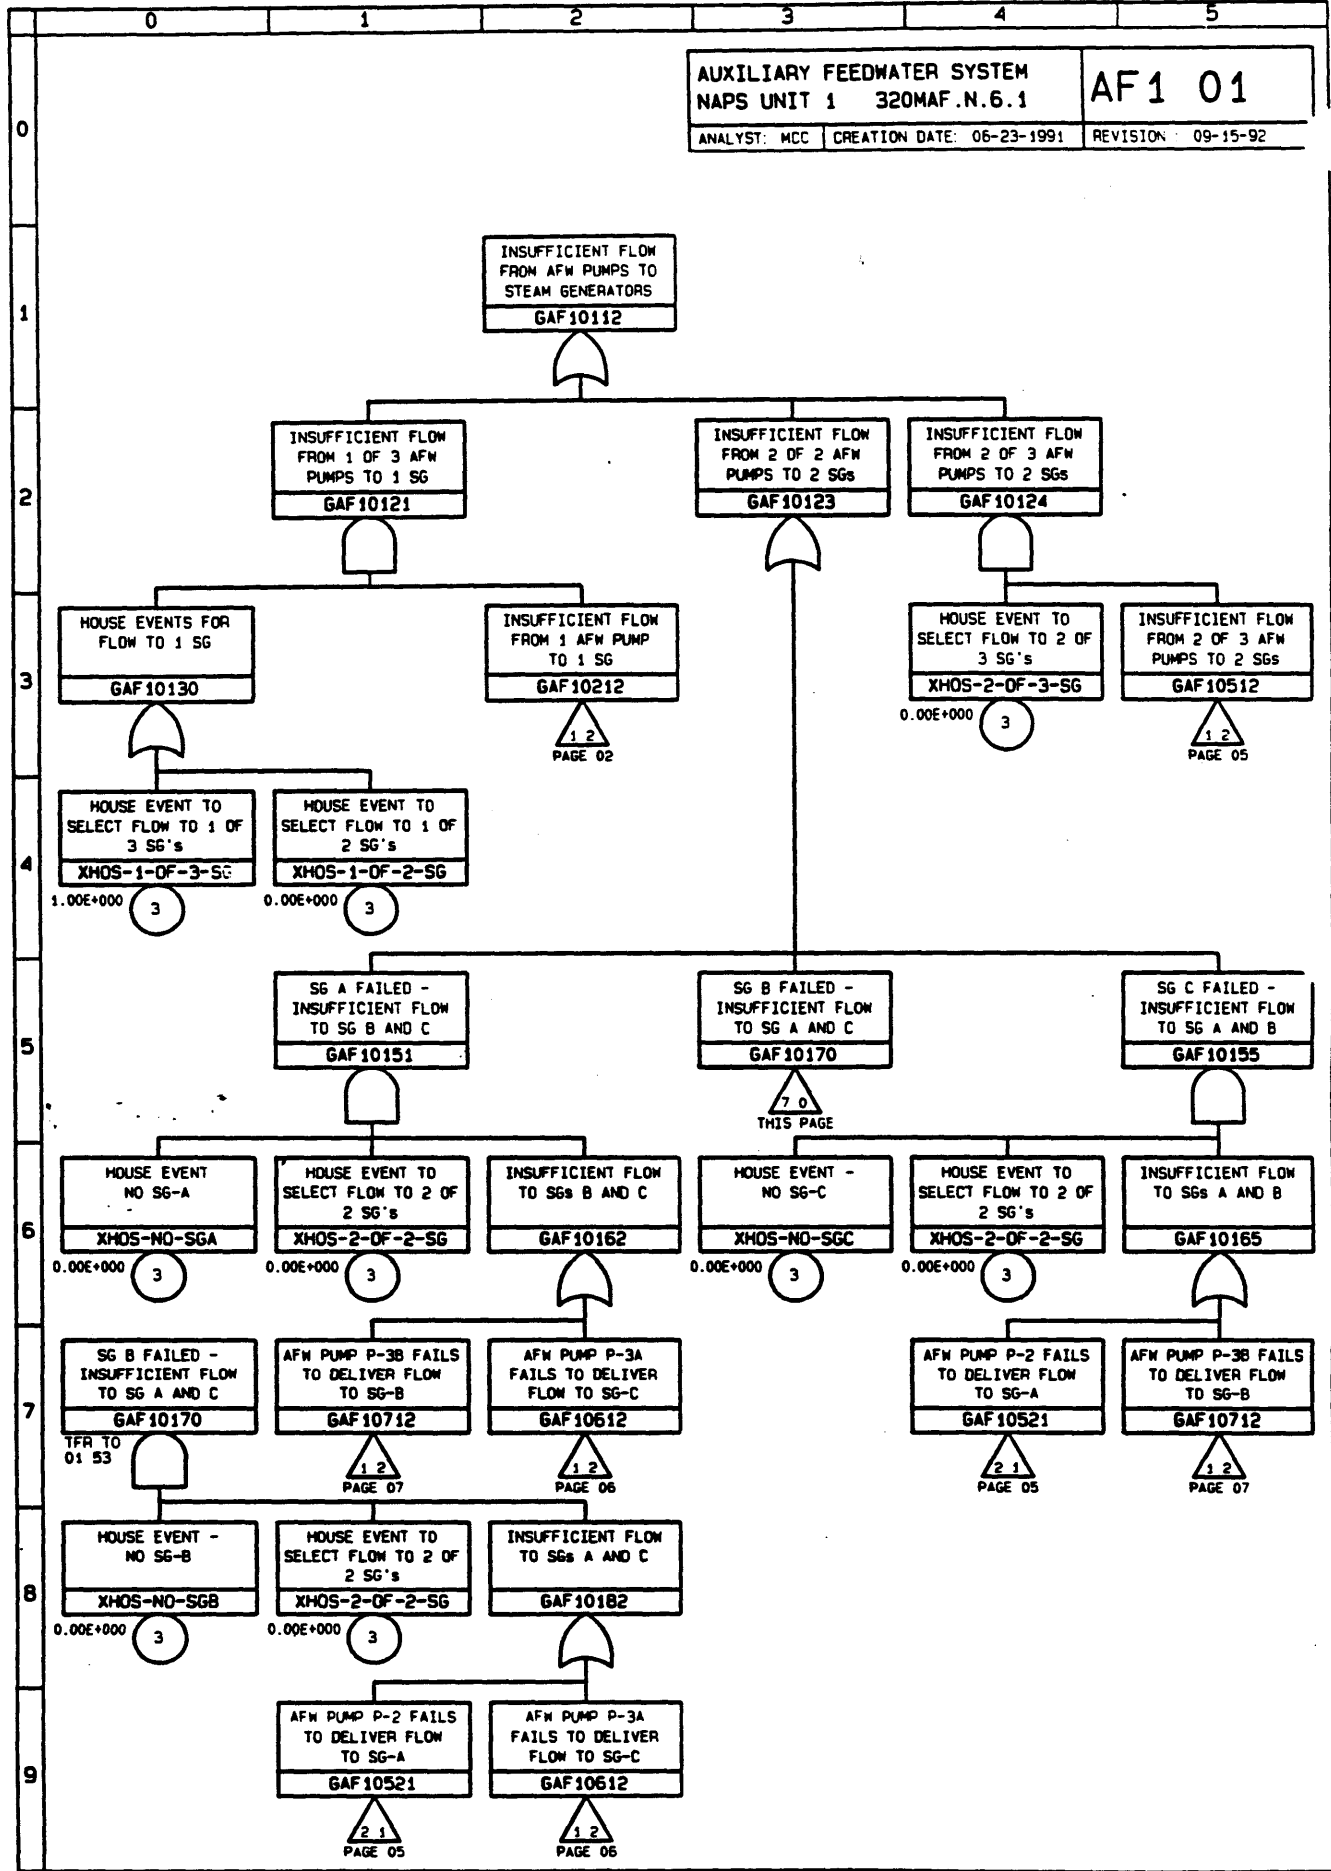 0 1 2 3 4 5
AUXILIARY FEEDWATER SYSTEM
NAPS UNIT 1 320MAF.N.6.1
AF1 01
ANALYST: MCC CREATION DATE: 06-23-1991 REVISION : 09-15-92
0
INSUFFICIENT FLOW
FROM AFW PUMPS TO
STEAM GENERATORS
GAF10112
1
INSUFFICIENT FLOW
FROM 1 OF 3 AFW
PUMPS TO 1 SG
GAF10121
INSUFFICIENT FLOW
FROM 2 OF 2 AFW
PUMPS TO 2 SGs
GAF10123
INSUFFICIENT FLOW
FROM 2 OF 3 AFW
PUMPS TO 2 SGs
GAF10124
2
HOUSE EVENTS FOR
FLOW TO 1 SG
GAF10130
INSUFFICIENT FLOW
FROM 1 AFW PUMP
TO 1 SG
GAF10212
1 2
PAGE 02
HOUSE EVENT TO
SELECT FLOW TO 2 OF
3 SG's
XHOS-2-OF-3-SG
0.00E+000
3
INSUFFICIENT FLOW
FROM 2 OF 3 AFW
PUMPS TO 2 SGs
GAF10512
1 2
PAGE 05
3
HOUSE EVENT TO
SELECT FLOW TO 1 OF
3 SG's
XHOS-1-OF-3-SG
1.00E+000
3
HOUSE EVENT TO
SELECT FLOW TO 1 OF
2 SG's
XHOS-1-OF-2-SG
0.00E+000
3
4
SG A FAILED -
INSUFFICIENT FLOW
TO SG B AND C
GAF10151
SG B FAILED -
INSUFFICIENT FLOW
TO SG A AND C
GAF10170
7 0
THIS PAGE
SG C FAILED -
INSUFFICIENT FLOW
TO SG A AND B
GAF10155
5
HOUSE EVENT
NO SG-A
XHOS-NO-SGA
0.00E+000
3
HOUSE EVENT TO
SELECT FLOW TO 2 OF
2 SG's
XHOS-2-OF-2-SG
0.00E+000
3
INSUFFICIENT FLOW
TO SGs B AND C
GAF10162
HOUSE EVENT -
NO SG-C
XHOS-NO-SGC
0.00E+000
3
HOUSE EVENT TO
SELECT FLOW TO 2 OF
2 SG's
XHOS-2-OF-2-SG
0.00E+000
3
INSUFFICIENT FLOW
TO SGs A AND B
GAF10165
6
SG B FAILED -
INSUFFICIENT FLOW
TO SG A AND C
GAF10170
TFR TO
01 53
AFW PUMP P-3B FAILS
TO DELIVER FLOW
TO SG-B
GAF10712
1 2
PAGE 07
AFW PUMP P-3A
FAILS TO DELIVER
FLOW TO SG-C
GAF10612
1 2
PAGE 06
AFW PUMP P-2 FAILS
TO DELIVER FLOW
TO SG-A
GAF10521
2 1
PAGE 05
AFW PUMP P-3B FAILS
TO DELIVER FLOW
TO SG-B
GAF10712
1 2
PAGE 07
7
HOUSE EVENT -
NO SG-B
XHOS-NO-SGB
0.00E+000
3
HOUSE EVENT TO
SELECT FLOW TO 2 OF
2 SG's
XHOS-2-OF-2-SG
0.00E+000
3
INSUFFICIENT FLOW
TO SGs A AND C
GAF10182
8
AFW PUMP P-2 FAILS
TO DELIVER FLOW
TO SG-A
GAF10521
2 1
PAGE 05
AFW PUMP P-3A
FAILS TO DELIVER
FLOW TO SG-C
GAF10612
1 2
PAGE 06
9